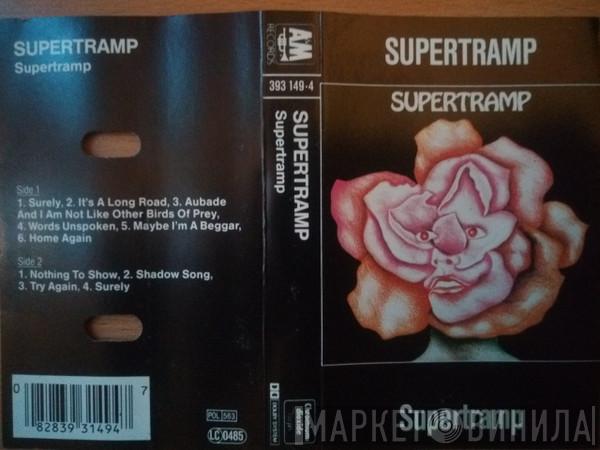 SUPERTRAMP
Supertramp
Side 1
1. Surely, 2. It's A Long Road, 3. Aubade
And I Am Not Like Other Birds Of Prey,
4. Words Unspoken, 5. Maybe I'm A Beggar,
6. Home Again
Side 2
1. Nothing To Show, 2. Shadow Song,
3. Try Again, 4. Surely
0
7
82839 31494
POL 563
LC 0485
A&M
RECORDS
393 149-4
SUPERTRAMP
Supertramp
DOLBY SYSTEM
SUPERTRAMP
SUPERTRAMP
Supertramp
МАРКЕТ ВИНИЛА